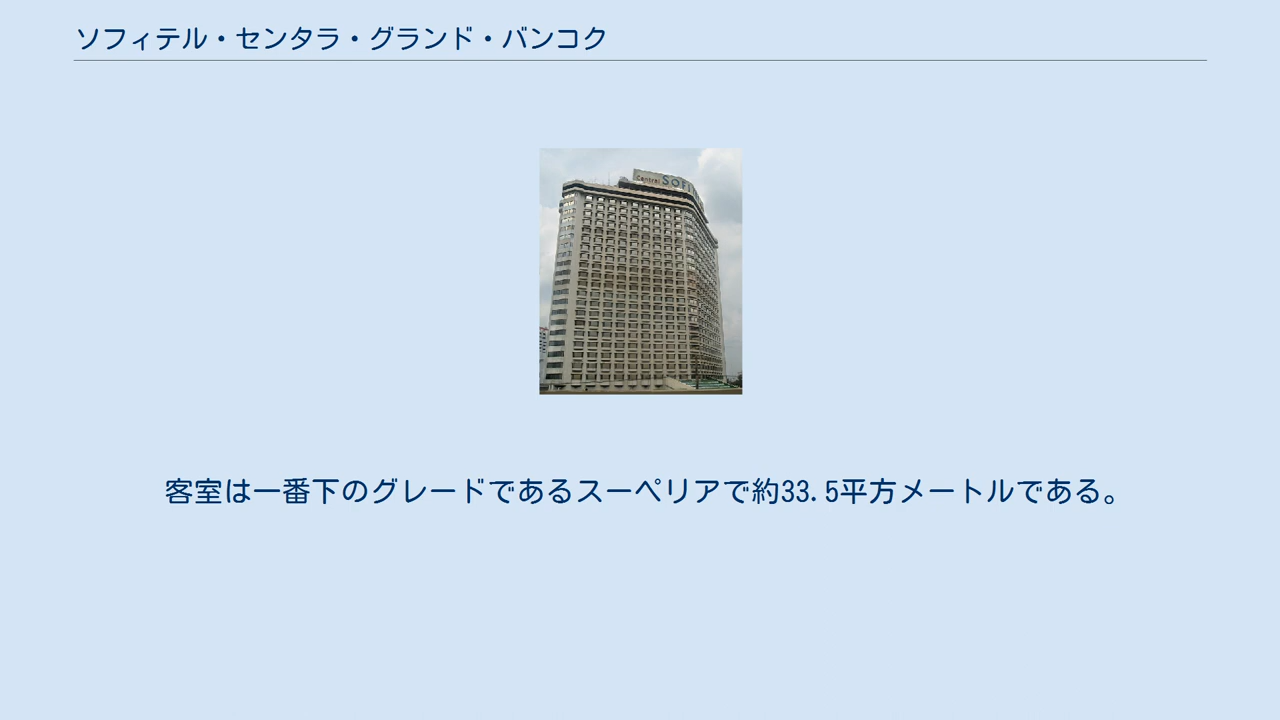 ソフィテル・センタラ・グランド・バンコク
Central SOFI
客室は一番下のグレードであるスーペリアで約33.5平方メートルである。